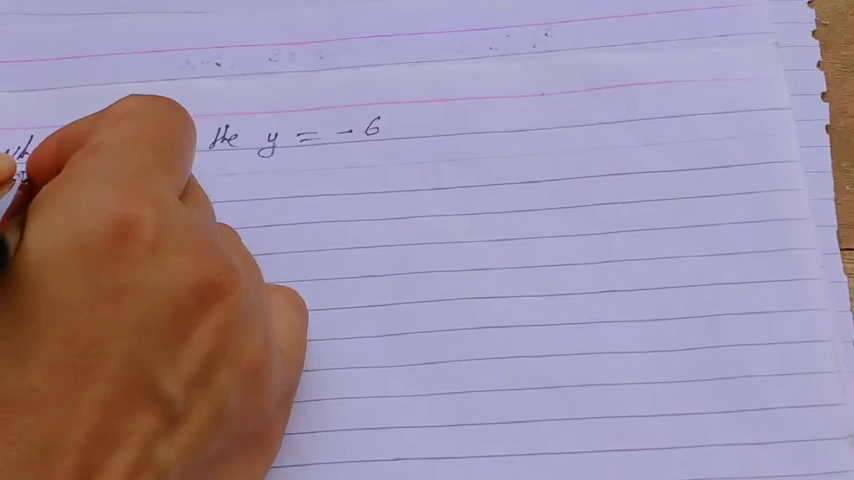 the y = - 6